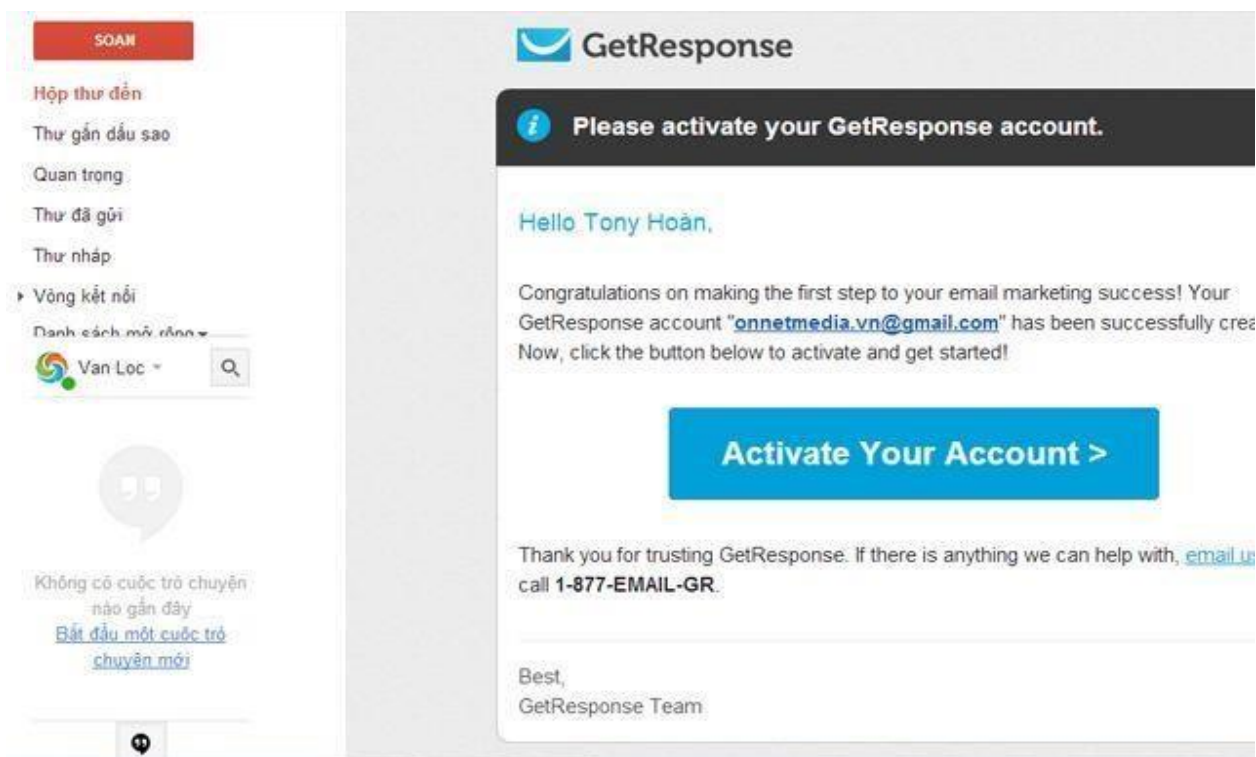 SOẠN
Hộp thư đến
Thư gắn dấu sao
Quan trọng
Thư đã gửi
Thư nháp
Vòng kết nối
Danh sách mở rộng
Van Loc
Không có cuộc trò chuyện
nào gần đây
Bắt đầu một cuộc trò
chuyện mới
GetResponse
Please activate your GetResponse account.
Hello Tony Hoàn,
Congratulations on making the first step to your email marketing success! Your
GetResponse account "onnetmedia.vn@gmail.com" has been successfully crea
Now, click the button below to activate and get started!
Activate Your Account >
Thank you for trusting GetResponse. If there is anything we can help with, email us
call 1-877-EMAIL-GR.
Best,
GetResponse Team